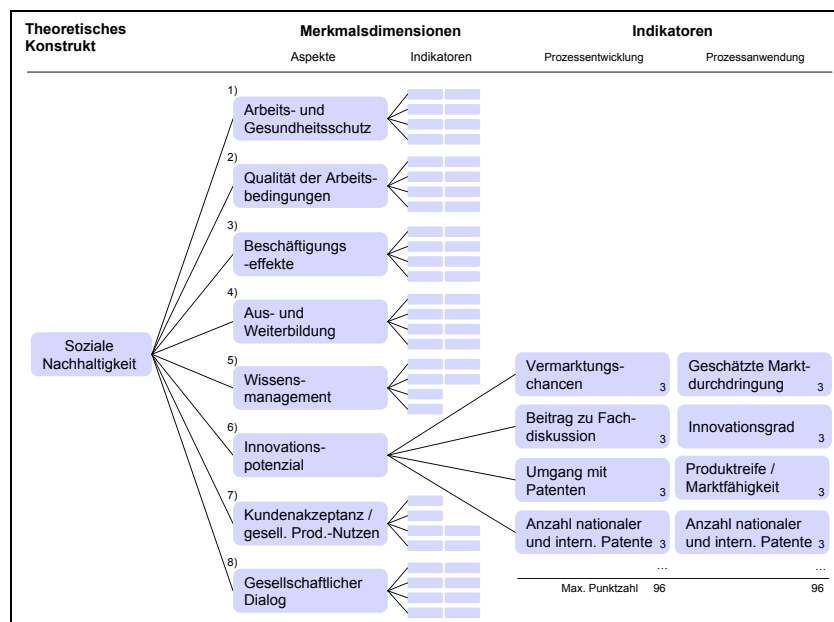 Theoretisches
Konstrukt
Merkmalsdimensionen
Indikatoren
Aspekte
Indikatoren
Prozessentwicklung
Prozessanwendung
1)
Arbeits- und
Gesundheitsschutz
2)
Qualität der Arbeits-
bedingungen
3)
Beschäftigungs
-effekte
4)
Aus- und
Weiterbildung
Soziale
Nachhaltigkeit
5)
Wissens-
management
6)
Innovations-
potenzial
7)
Kundenakzeptanz /
gesell. Prod.-Nutzen
8)
Gesellschaftlicher
Dialog
Vermarktungs-
chancen 3
Geschätzte Markt-
durchdringung 3
Beitrag zu Fach-
diskussion 3
Innovationsgrad
3
Umgang mit
Patenten 3
Produktreife /
Marktfähigkeit 3
Anzahl nationaler
und intern. Patente 3
Anzahl nationaler
und intern. Patente 3
... ...
Max. Punktzahl 96 96